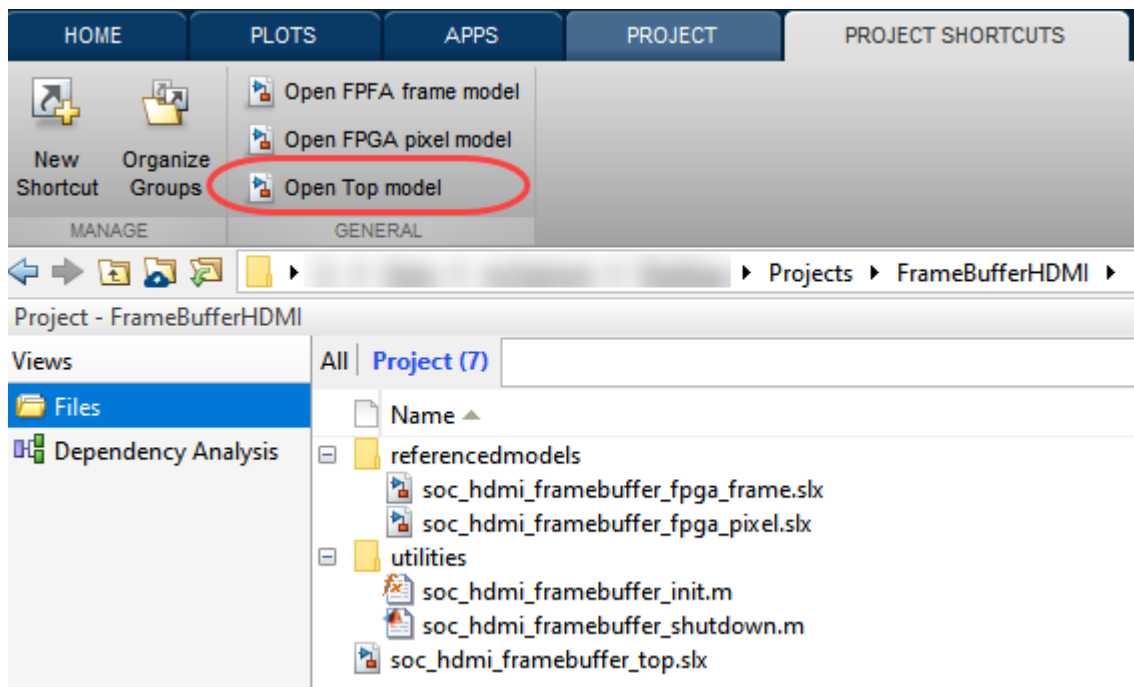 HOME PLOTS APPS PROJECT PROJECT SHORTCUTS
Open FPFA frame model
Open FPGA pixel model
Open Top model
New Shortcut
Organize Groups
MANAGE GENERAL
Projects FrameBufferHDMI
Project - FrameBufferHDMI
Views All Project (7)
Files Name
Dependency Analysis referencedmodels
soc_hdmi_framebuffer_fpga_frame.slx
soc_hdmi_framebuffer_fpga_pixel.slx
utilities
soc_hdmi_framebuffer_init.m
soc_hdmi_framebuffer_shutdown.m
soc_hdmi_framebuffer_top.slx